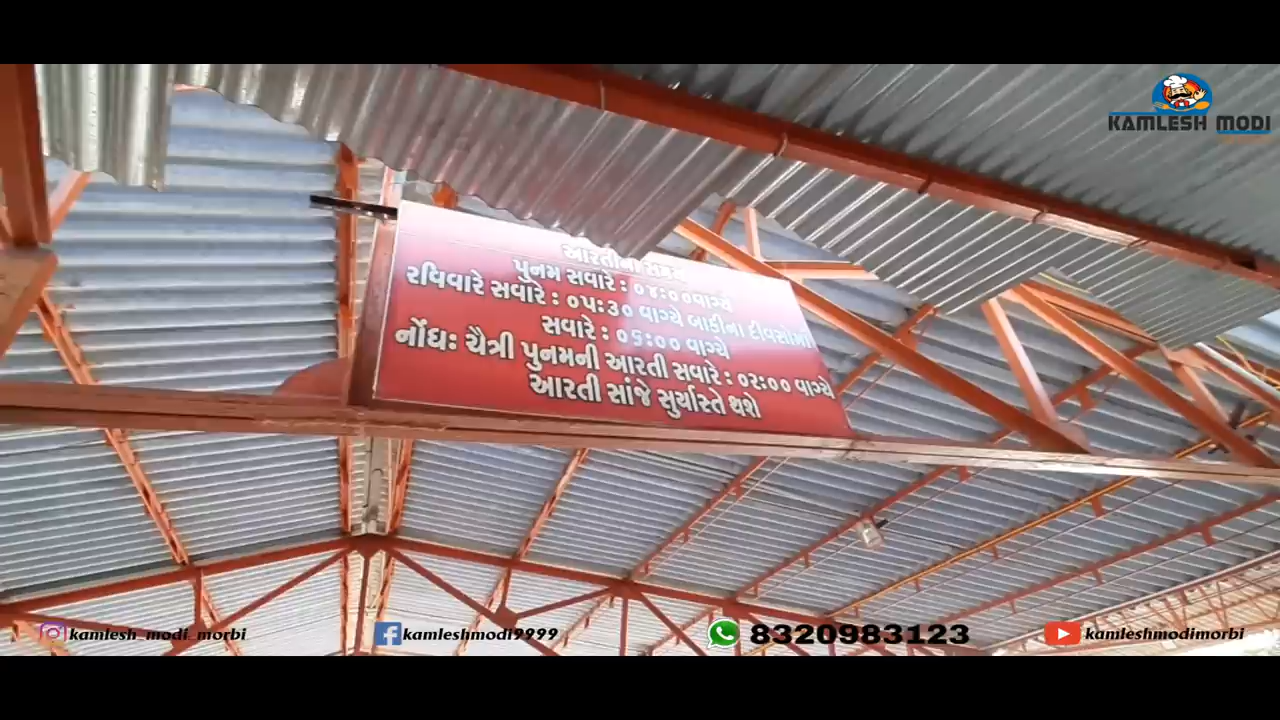 KAMLESH MODI
આરતીના સમય
પુનમ સવારે : ૦૪:૦૦વાગ્યે
રવિવારે સવારે : ૦૫:૩૦ વાગ્યે બાકીના દીવસોમાં
સવારે : ૦૬:૦૦ વાગ્યે
નોંધઃ ચૈત્રી પુનમની આરતી સવારે : ૦૨:૦૦ વાગ્યે
આરતી સાંજે સુર્યાસ્તે થશે
kamlesh_modi_morbi
kamleshmodi9999
8320983123
kamleshmodimorbi